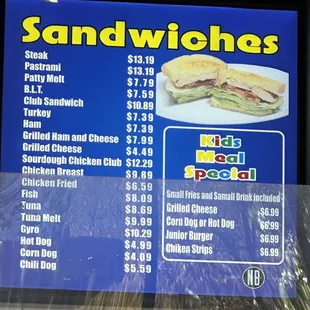 Sandwiches
Steak $13.19
Pastrami $13.19
Patty Melt $7.79
B.L.T. $7.59
Club Sandwich $10.89
Turkey $7.39
Ham $7.39
Grilled Ham and Cheese $7.99
Grilled Cheese $4.49
Sourdough Chicken Club $12.29
Chicken Breast $9.89
Chicken Fried $6.59
Fish $8.09
Tuna $8.69
Tuna Melt $9.99
Gyro $10.29
Hot Dog $4.99
Corn Dog $4.09
Chili Dog $5.59
Kids
Meal
Special
Small Fries and Samall Drink included
Grilled Cheese $6.99
Corn Dog or Hot Dog $6.99
Junior Burger $6.99
Chiken Strips $6.99
NB